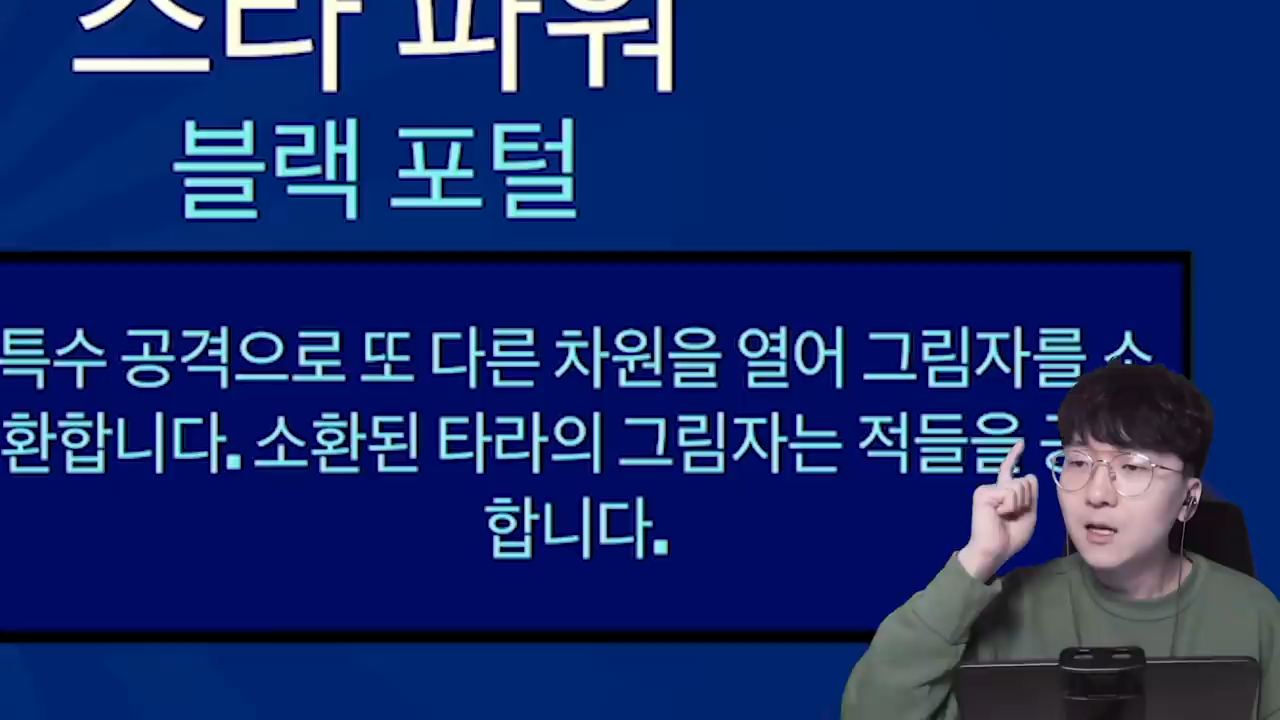 스타 파워
블랙 포털
특수 공격으로 또 다른 차원을 열어 그림자를 소
환합니다. 소환된 타라의 그림자는 적들을
합니다.